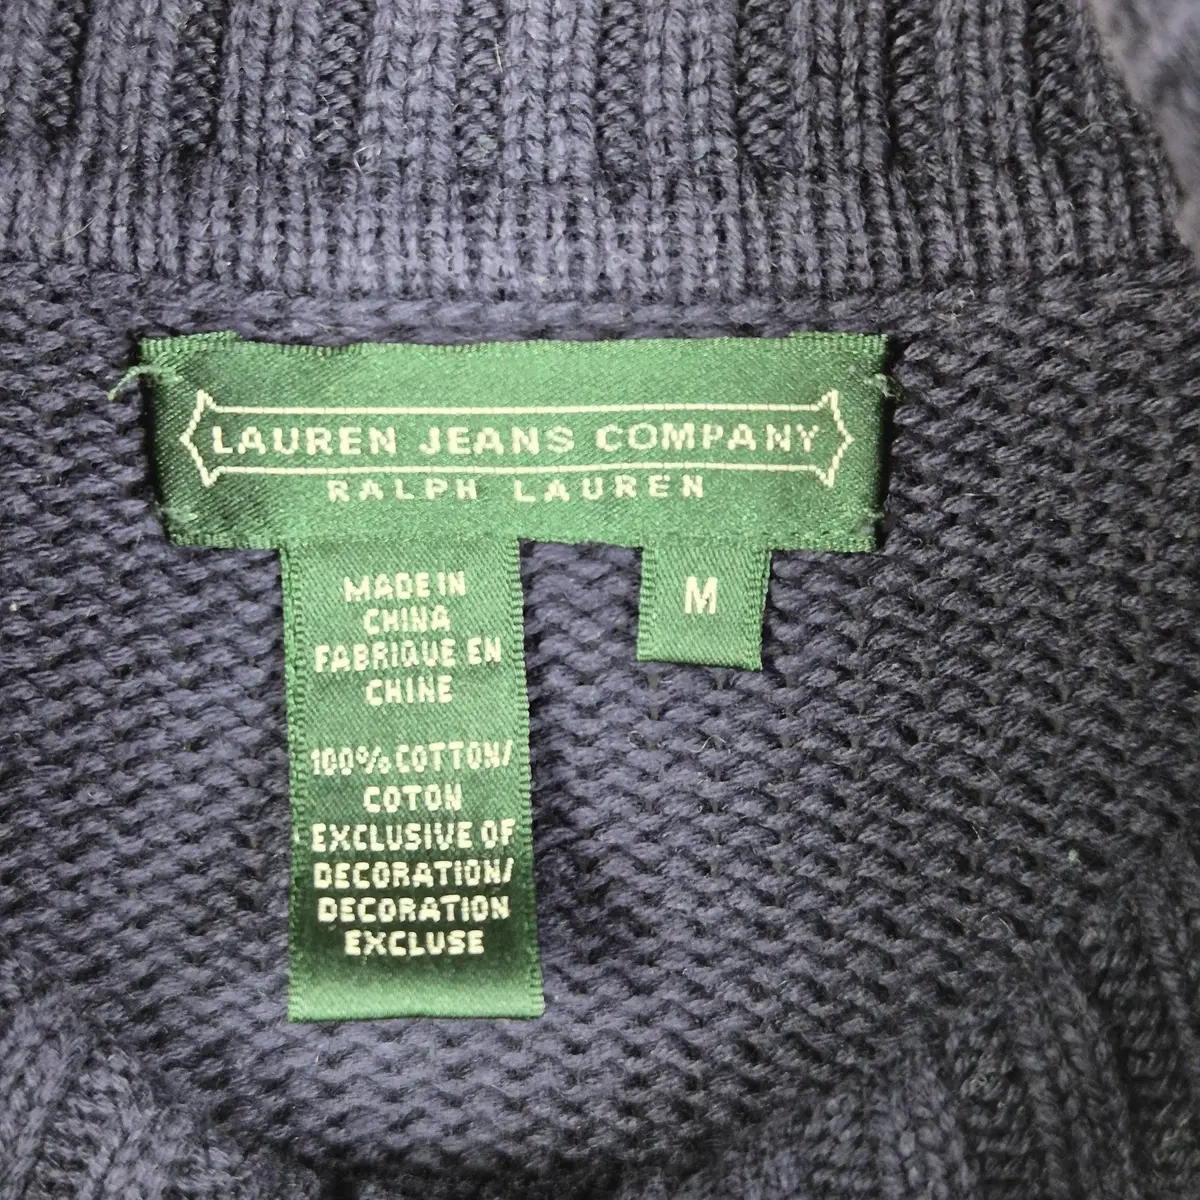 LAUREN JEANS COMPANY
RALPH LAUREN
MADE IN
CHINA
FABRIQUE EN
CHINE
100% COTTON/
COTON
EXCLUSIVE OF
DECORATION/
DECORATION
EXCLUSE
M